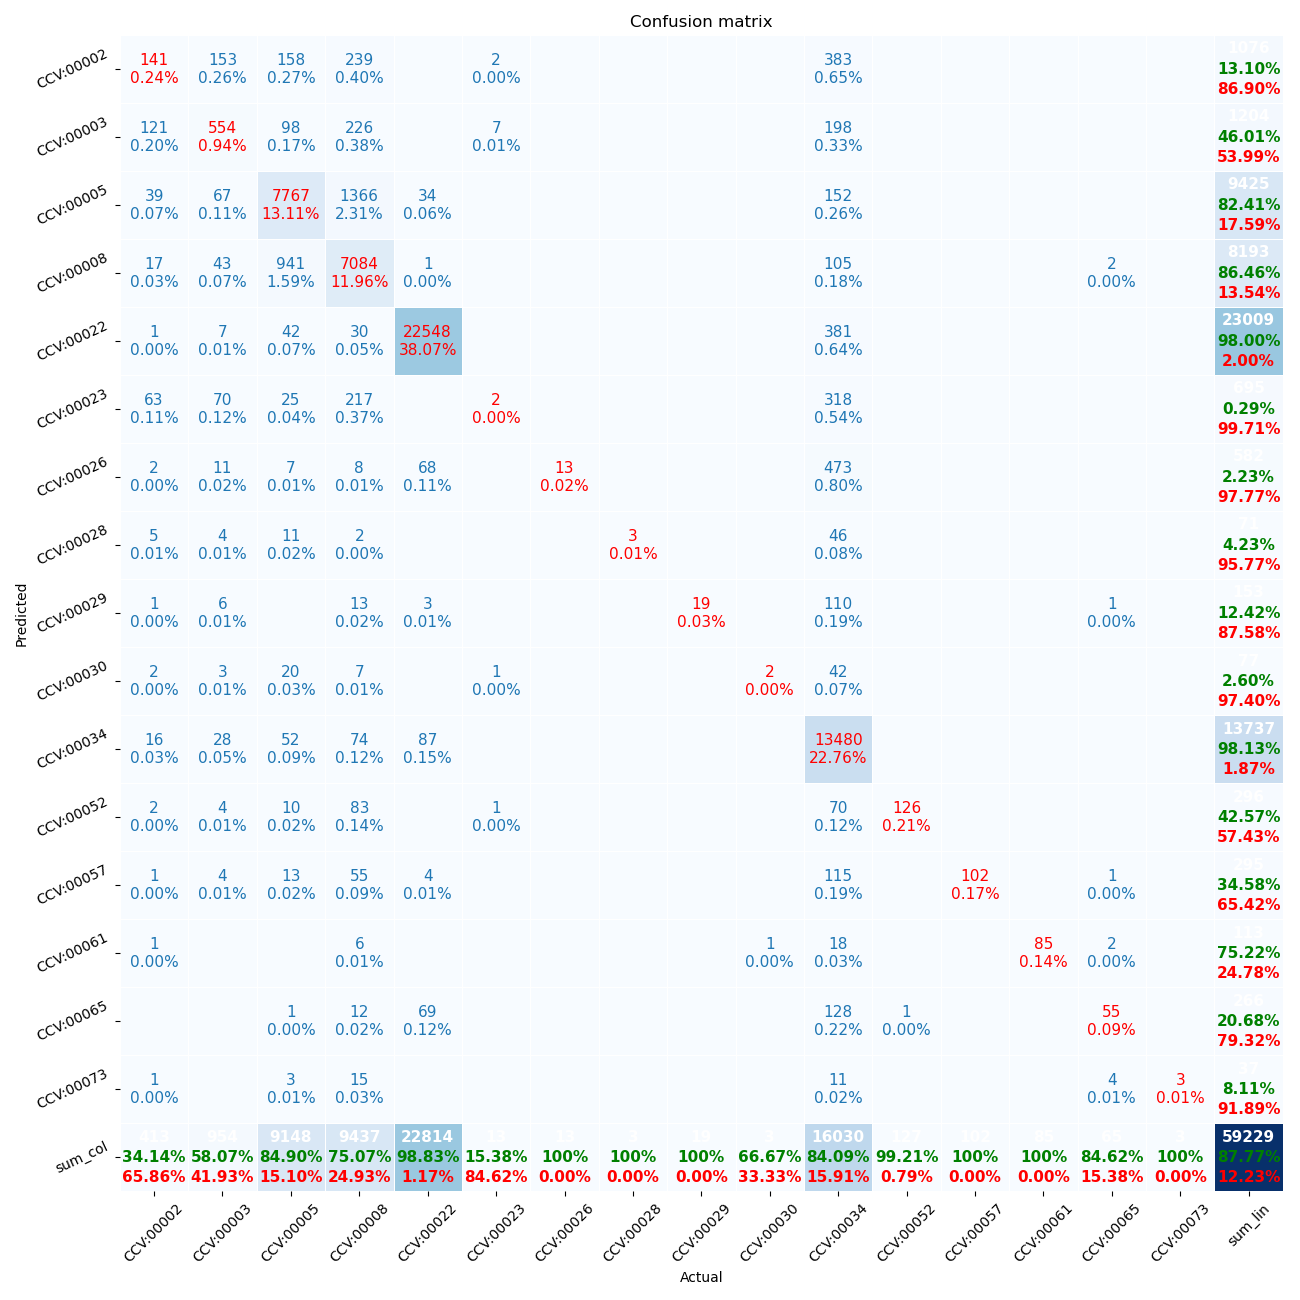 Confusion matrix
1076
141 153 158 239 2 383
CCV:00002 13.10%
0.24% 0.26% 0.27% 0.40% 0.00% 0.65%
86.90%
1204
121 554 98 226 7 198
CCV:00003 46.01%
0.20% 0.94% 0.17% 0.38% 0.01% 0.33%
53.99%
9425
39 67 7767 1366 34 152
CCV:00005 82.41%
0.07% 0.11% 13.11% 2.31% 0.06% 0.26%
17.59%
8193
17 43 941 7084 1 105 2
CCV:00008 86.46%
0.03% 0.07% 1.59% 11.96% 0.00% 0.18% 0.00%
13.54%
23009
1 7 42 30 22548 381
CCV:00022 98.00%
0.00% 0.01% 0.07% 0.05% 38.07% 0.64%
2.00%
695
63 70 25 217 2 318
CCV:00023 0.29%
0.11% 0.12% 0.04% 0.37% 0.00% 0.54%
99.71%
582
2 11 7 8 68 13 473
CCV:00026 2.23%
0.00% 0.02% 0.01% 0.01% 0.11% 0.02% 0.80%
97.77%
71
5 4 11 2 3 46
CCV:00028 4.23%
0.01% 0.01% 0.02% 0.00% 0.01% 0.08%
95.77%
153
1 6 13 3 19 110 1
CCV:00029 12.42%
0.00% 0.01% 0.02% 0.01% 0.03% 0.19% 0.00%
87.58%
Predicted
77
2 3 20 7 1 2 42
CCV:00030 2.60%
0.00% 0.01% 0.03% 0.01% 0.00% 0.00% 0.07%
97.40%
13737
16 28 52 74 87 13480
CCV:00034 98.13%
0.03% 0.05% 0.09% 0.12% 0.15% 22.76%
1.87%
296
2 4 10 83 1 70 126
CCV:00052 42.57%
0.00% 0.01% 0.02% 0.14% 0.00% 0.12% 0.21%
57.43%
295
1 4 13 55 4 115 102 1
CCV:00057 34.58%
0.00% 0.01% 0.02% 0.09% 0.01% 0.19% 0.17% 0.00%
65.42%
113
1 6 1 18 85 2
CCV:00061 75.22%
0.00% 0.01% 0.00% 0.03% 0.14% 0.00%
24.78%
266
1 12 69 128 1 55
CCV:00065 20.68%
0.00% 0.02% 0.12% 0.22% 0.00% 0.09%
79.32%
37
1 3 15 11 4 3
CCV:00073 8.11%
0.00% 0.01% 0.03% 0.02% 0.01% 0.01%
91.89%
413 954 9148 9437 22814 13 13 3 19 3 16030 127 102 85 65 3 59229
sum_col 34.14% 58.07% 84.90% 75.07% 98.83% 15.38% 100% 100% 100% 66.67% 84.09% 99.21% 100% 100% 84.62% 100% 87.77%
65.86% 41.93% 15.10% 24.93% 1.17% 84.62% 0.00% 0.00% 0.00% 33.33% 15.91% 0.79% 0.00% 0.00% 15.38% 0.00% 12.23%
CCV:00002 CCV:00003 CCV:00005 CCV:00008 CCV:00022 CCV:00023 CCV:00026 CCV:00028 CCV:00029 CCV:00030 CCV:00034 CCV:00052 CCV:00057 CCV:00061 CCV:00065 CCV:00073 sum_lin
Actual